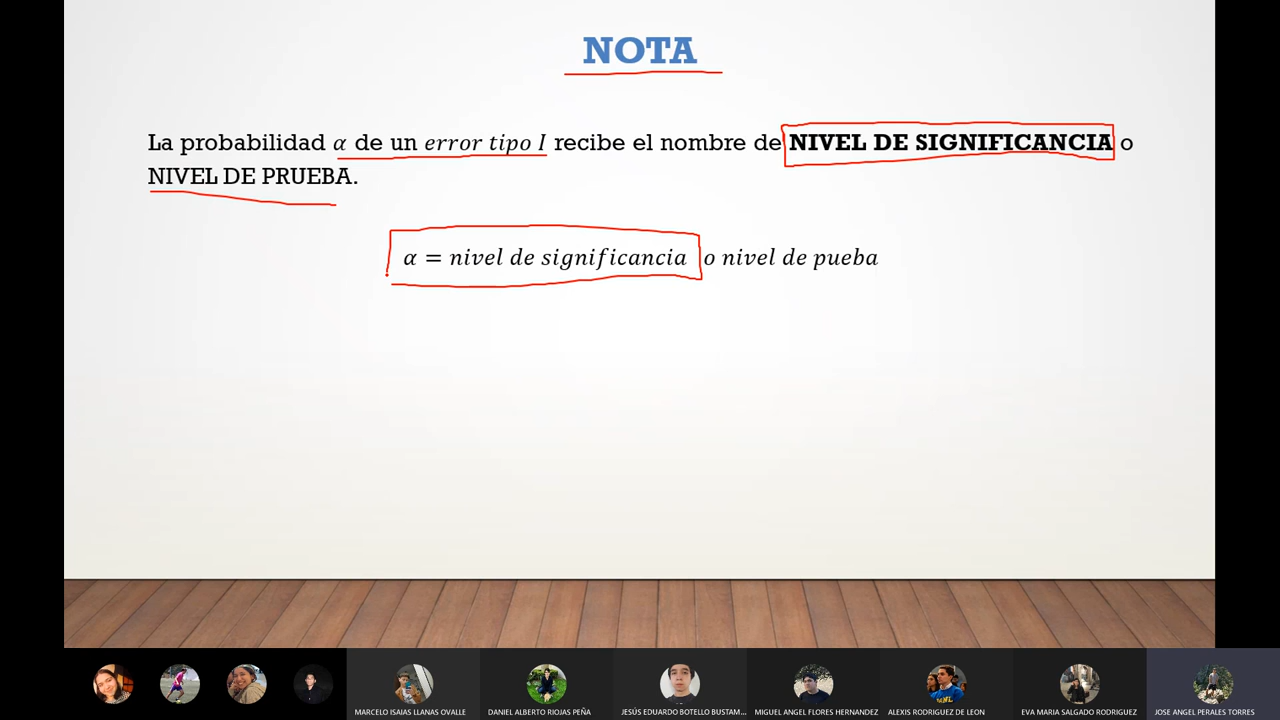 NOTA
La probabilidad α de un error tipo I recibe el nombre de NIVEL DE SIGNIFICANCIA o
NIVEL DE PRUEBA.
α = nivel de significancia o nivel de pueba
MARCELO ISAIAS LLANAS OVALLE
DANIEL ALBERTO RIOJAS PEÑA
JESÚS EDUARDO BOTELLO BUSTAM...
MIGUEL ANGEL FLORES HERNANDEZ
ALEXIS RODRIGUEZ DE LEON
EVA MARIA SALGADO RODRIGUEZ
JOSE ANGEL PERALES TORRES